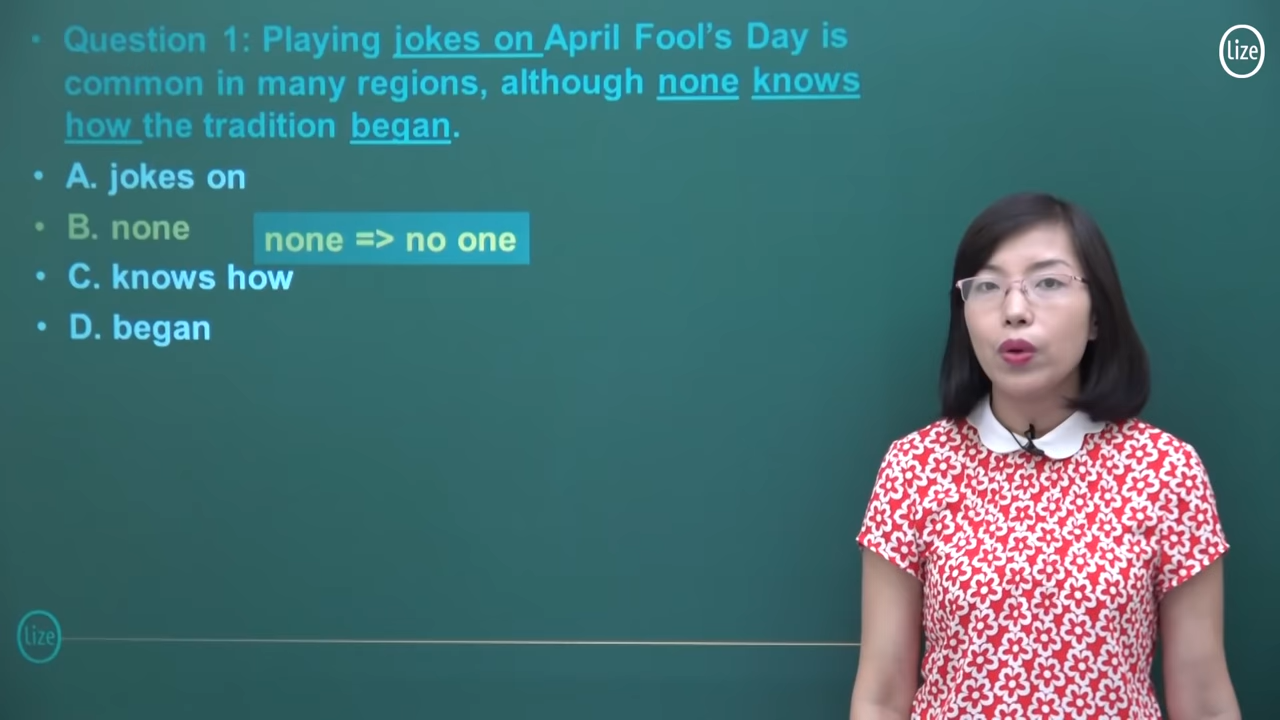 lize
• Question 1: Playing jokes on April Fool's Day is
common in many regions, although none knows
how the tradition began.
• A. jokes on
• B. none
none => no one
• C. knows how
• D. began
lize